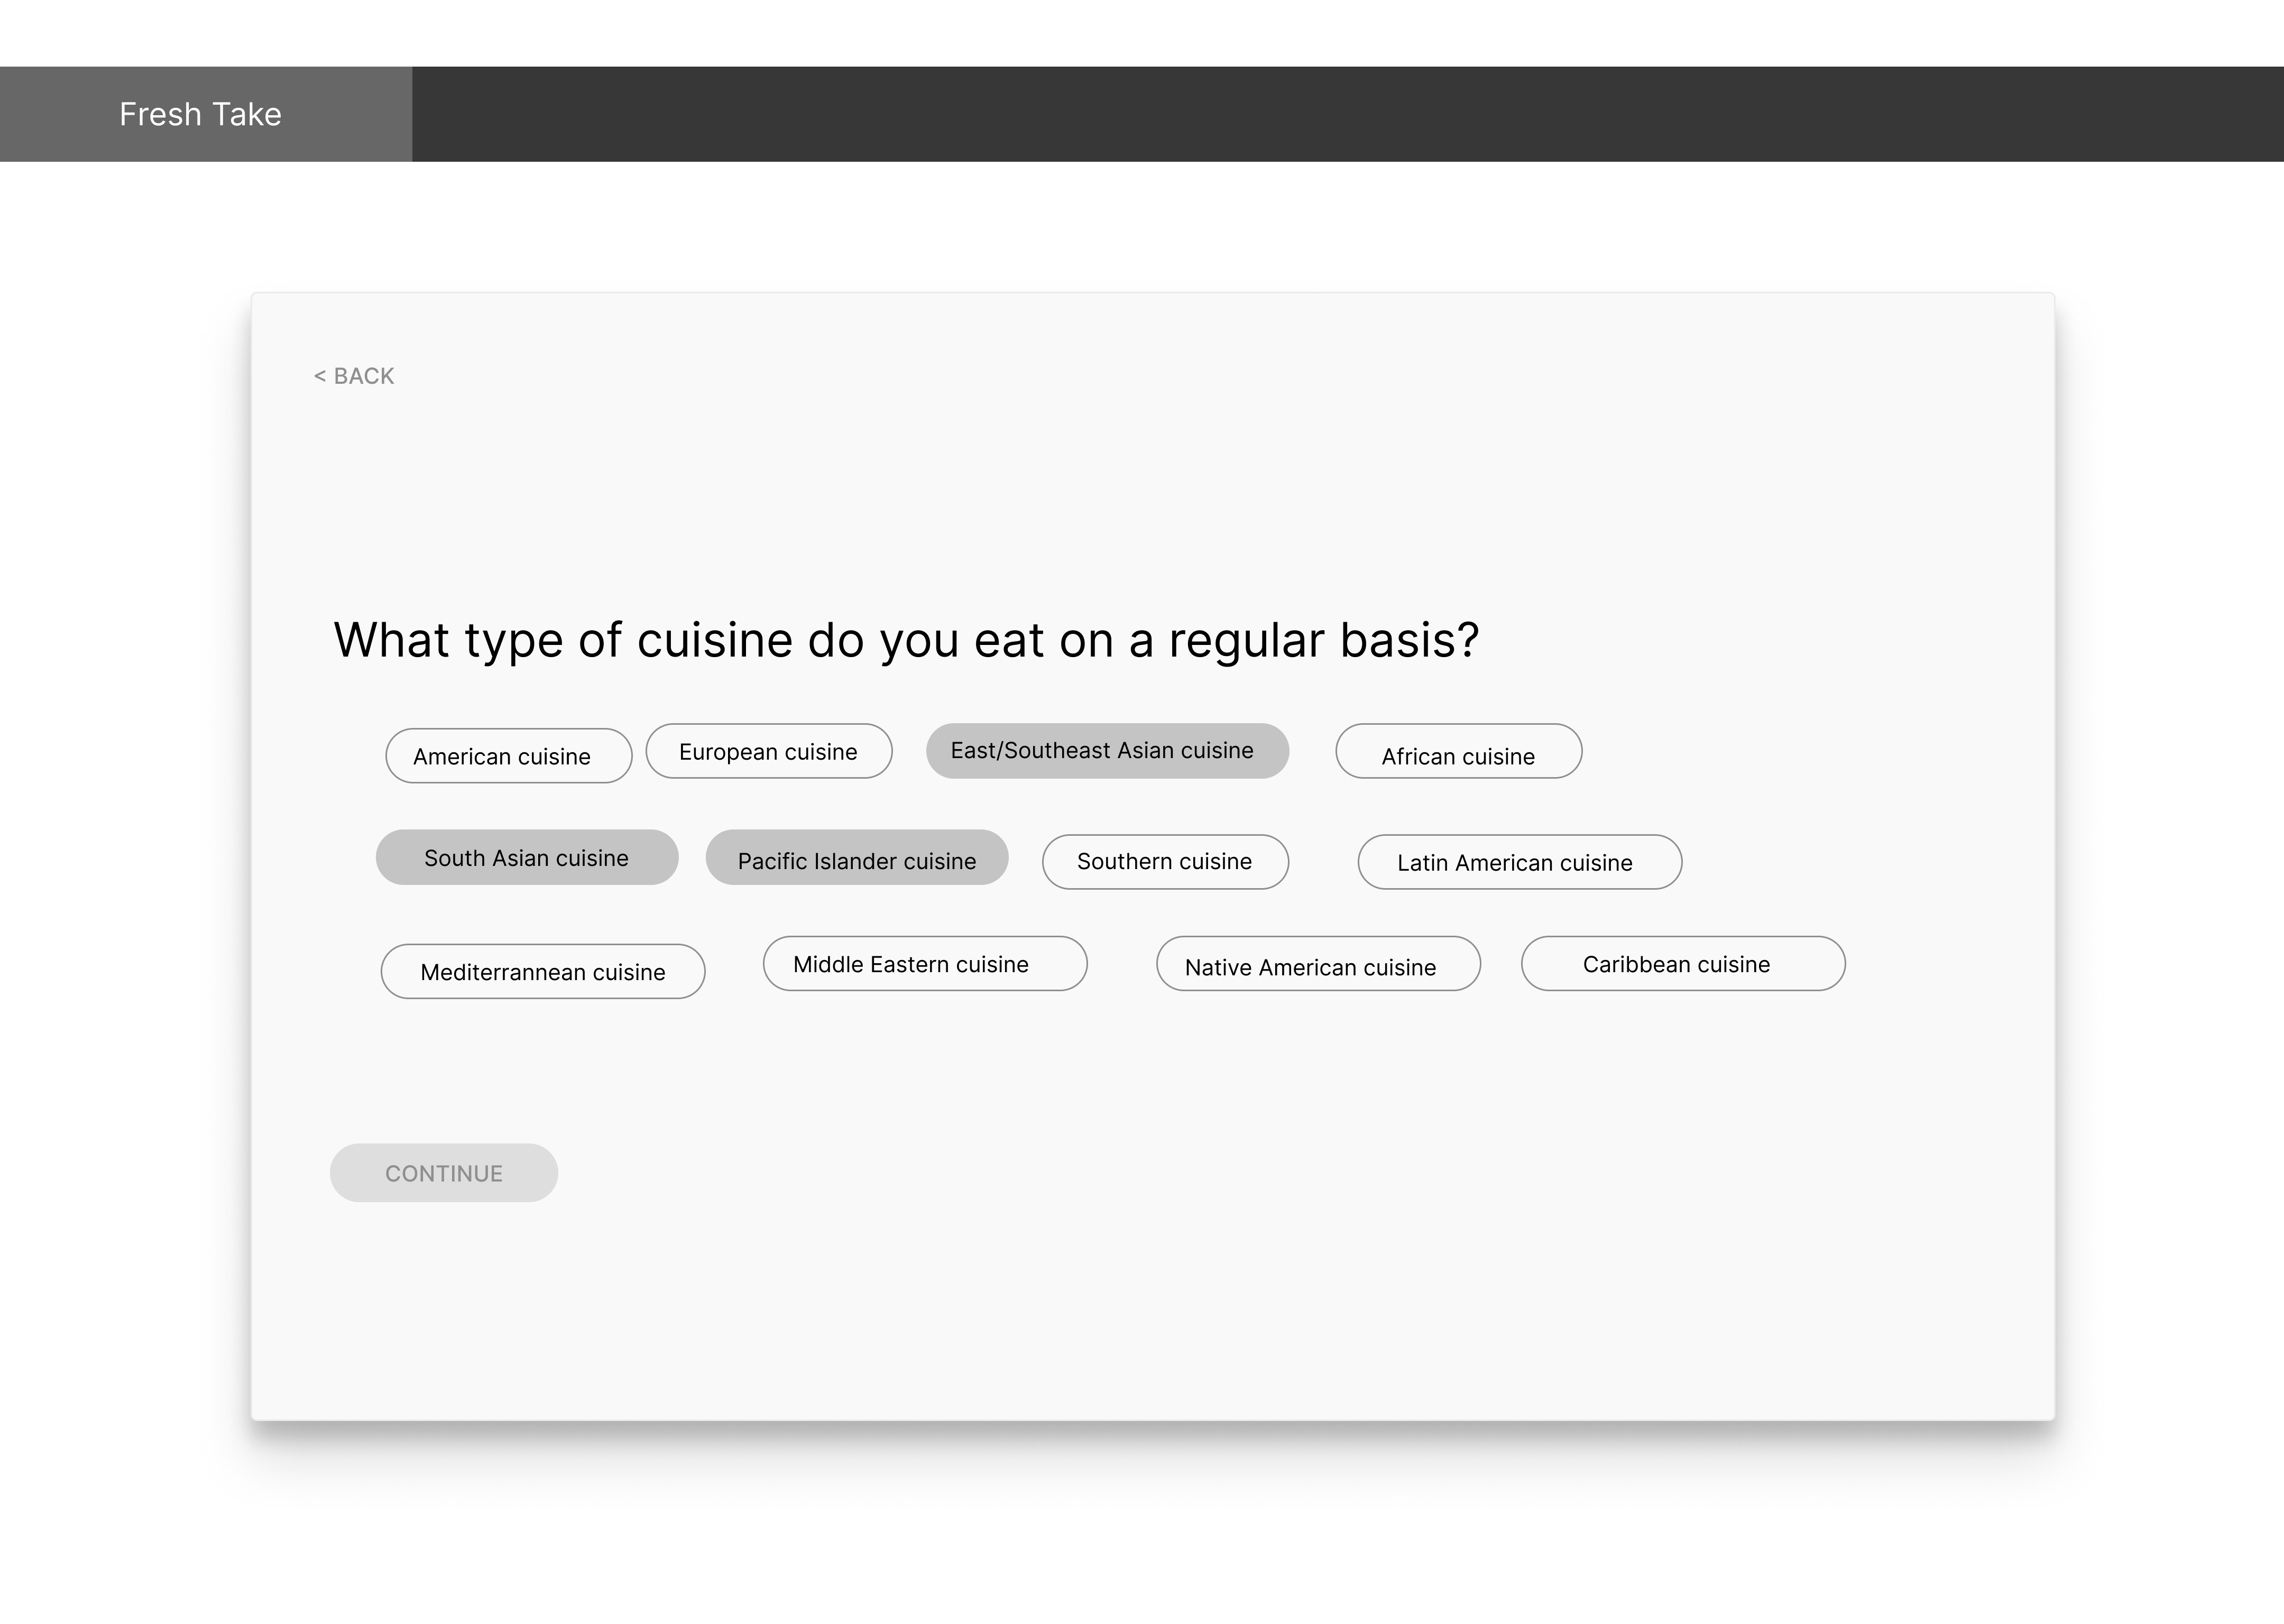 Fresh Take
< BACK
What type of cuisine do you eat on a regular basis?
American cuisine European cuisine East/Southeast Asian cuisine African cuisine
South Asian cuisine Pacific Islander cuisine Southern cuisine Latin American cuisine
Mediterrannean cuisine Middle Eastern cuisine Native American cuisine Caribbean cuisine
CONTINUE